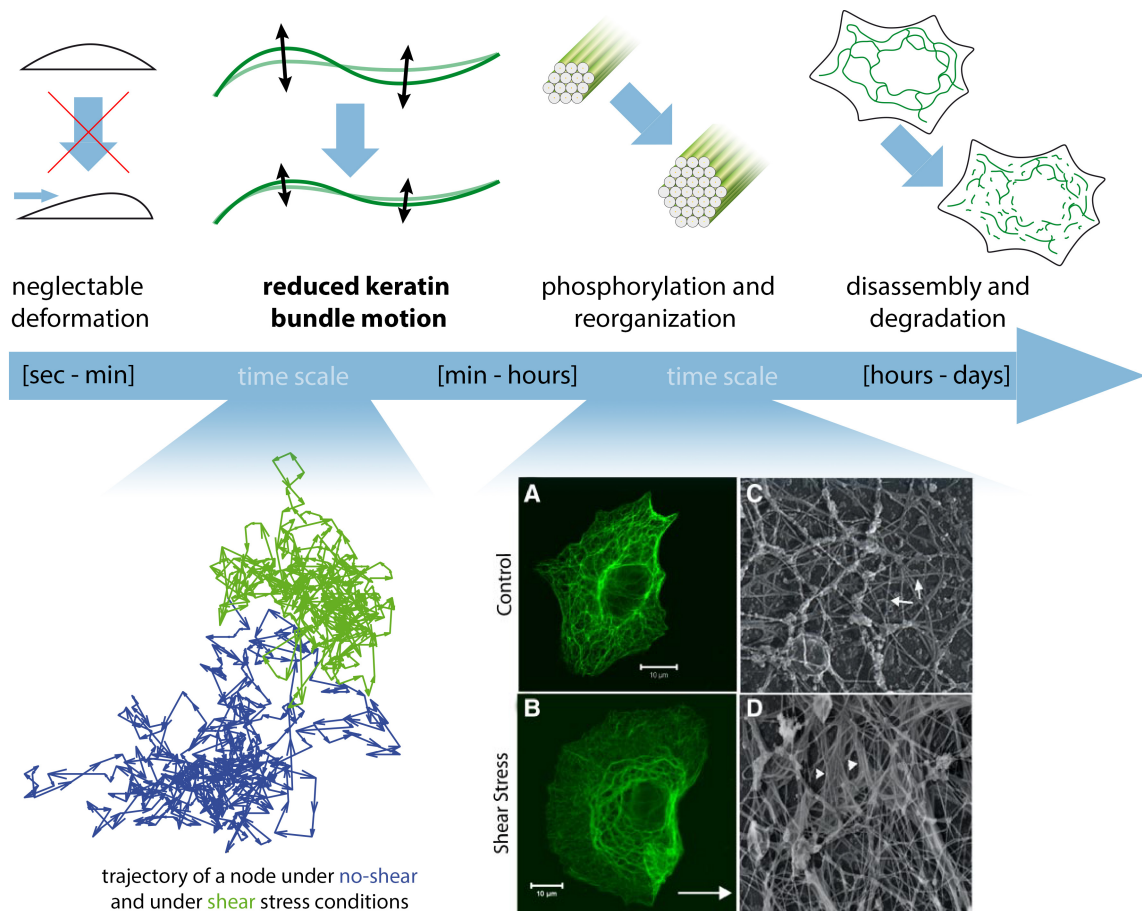 neglectable
deformation
reduced keratin
bundle motion
phosphorylation and
reorganization
disassembly and
degradation
[sec - min]
time scale
[min - hours]
time scale
[hours - days]
A
C
Control
10 µm
B
D
Shear Stress
10 µm
trajectory of a node under no-shear
and under shear stress conditions